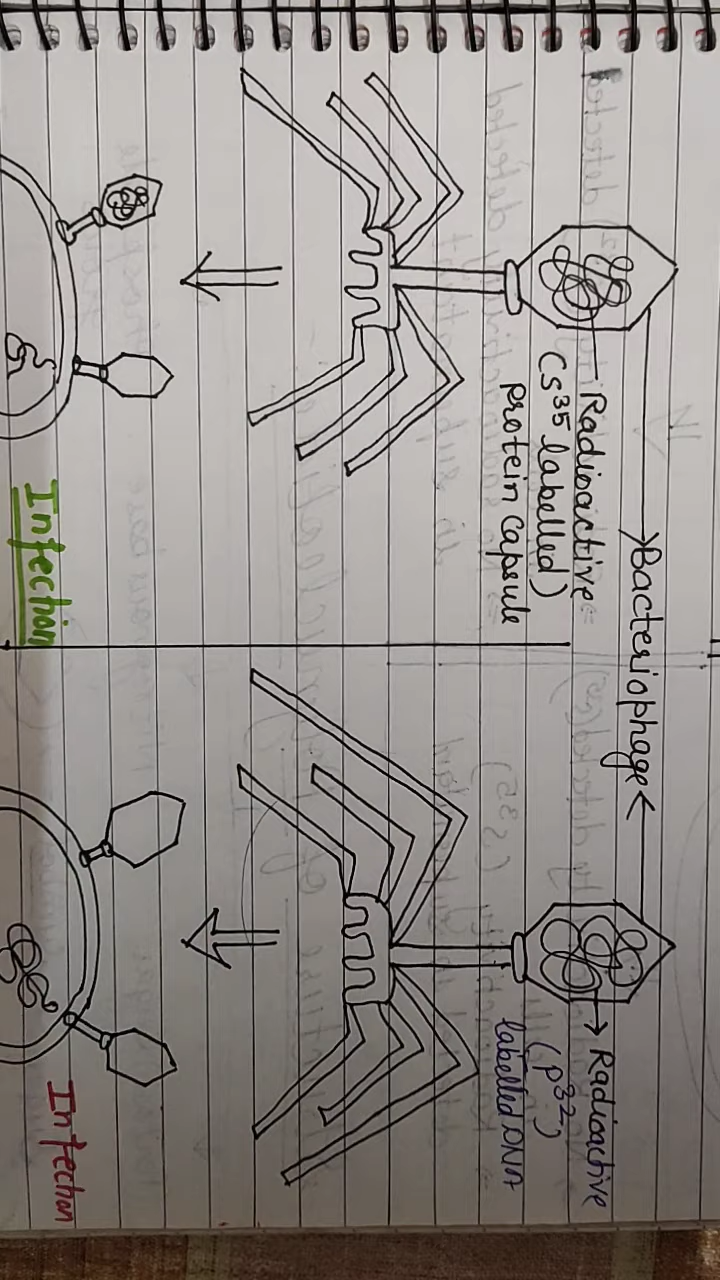 Bacteriophage
Radioactive
(S35 labelled)
protein capsule
Radioactive
(P32)
labelled DNA
Infection
Infection